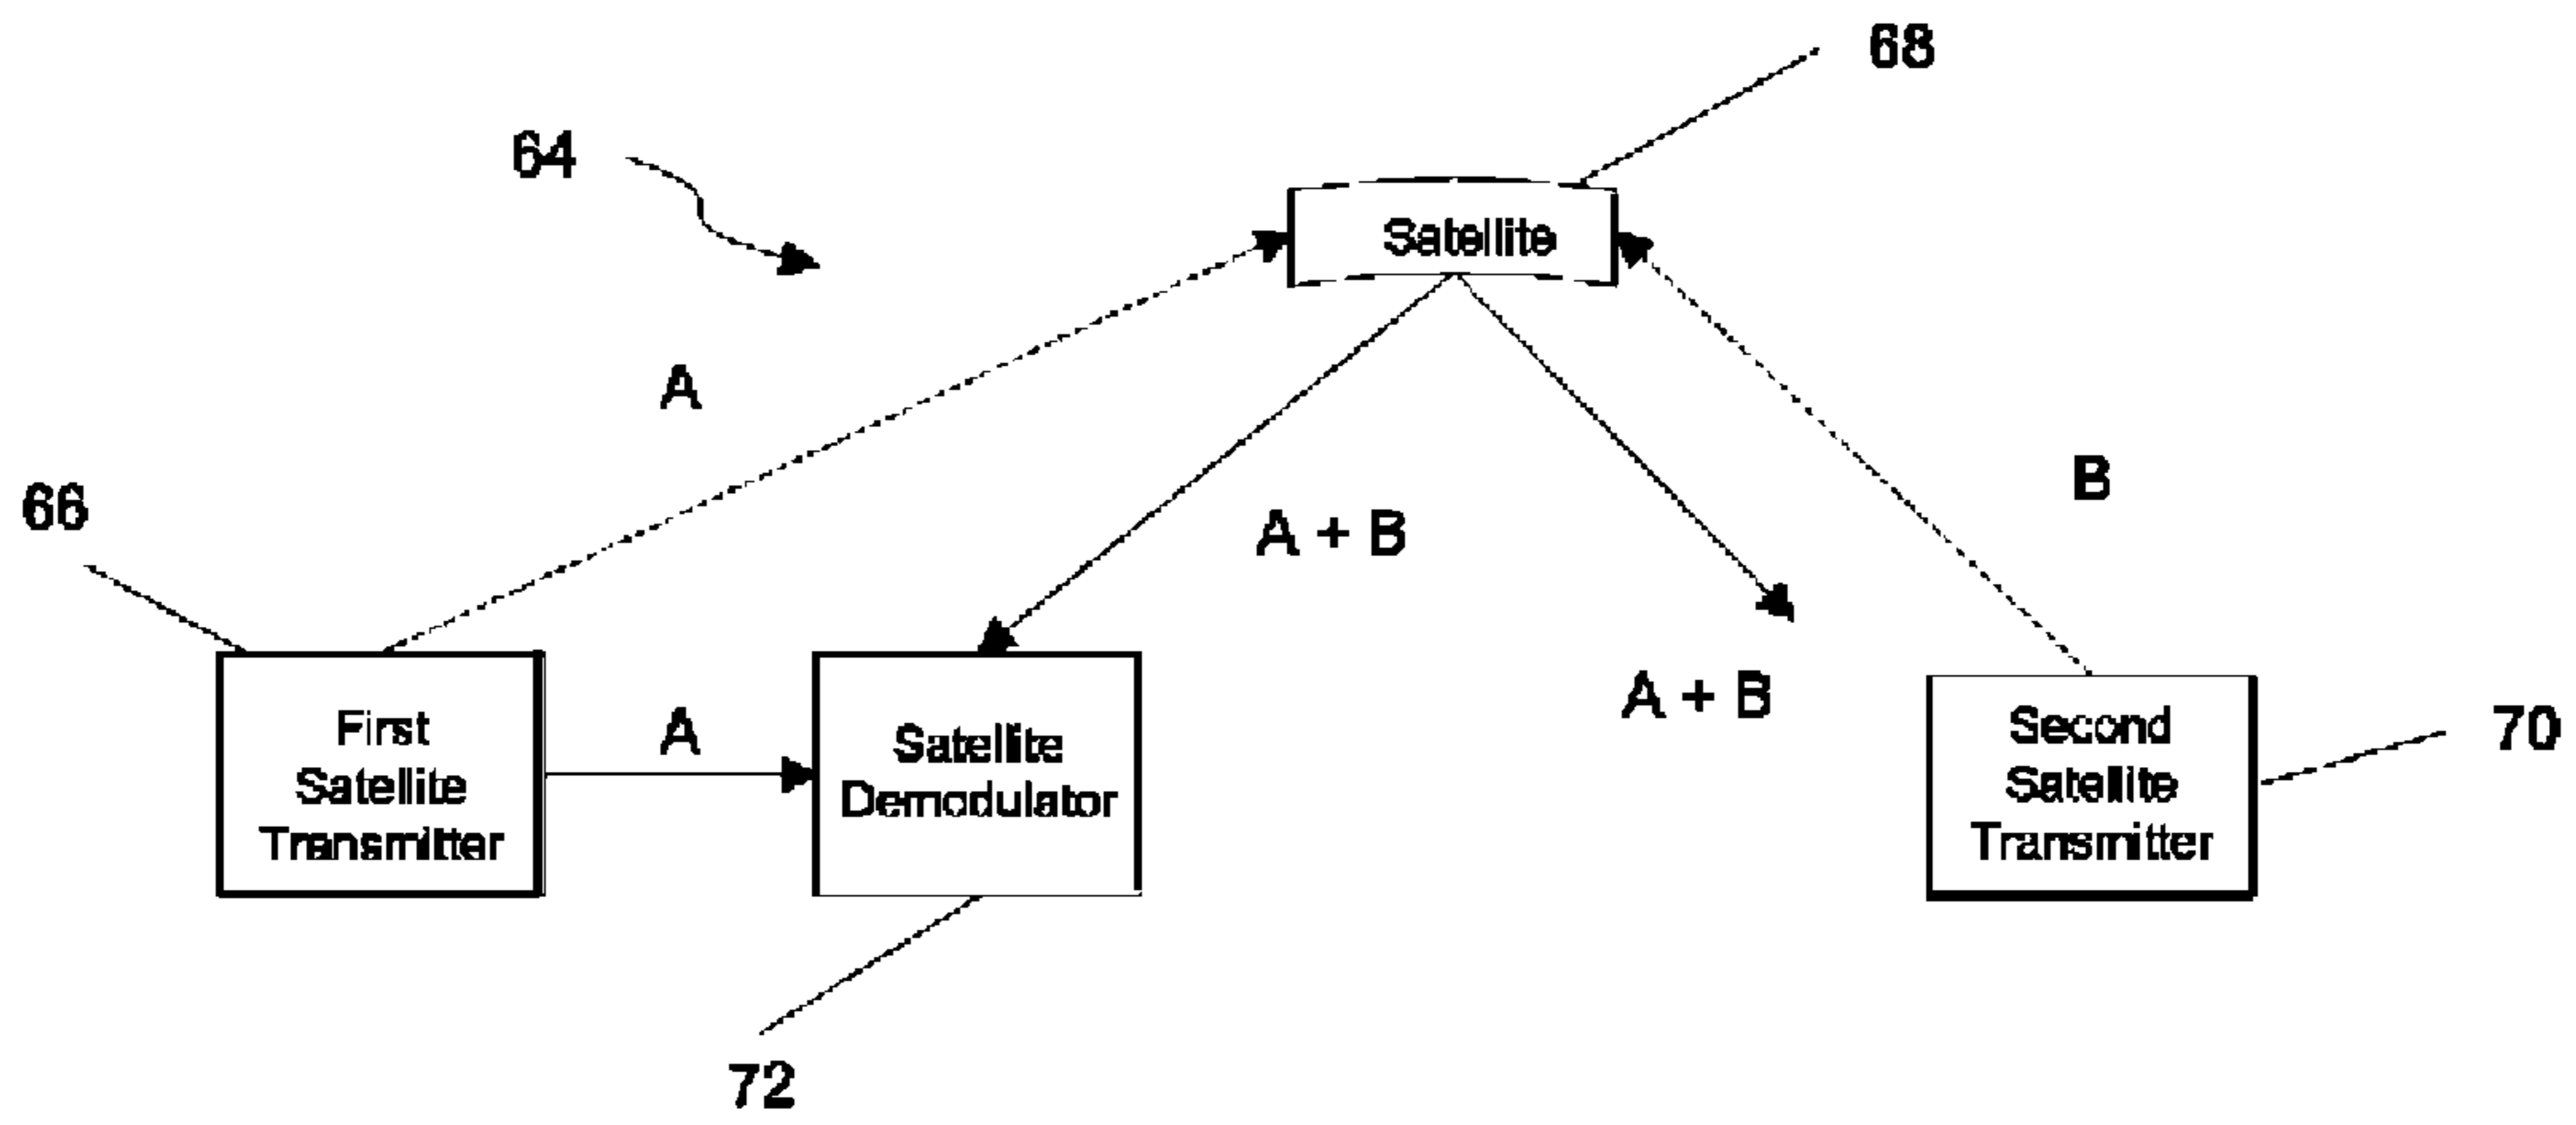 68
64
Satellite
A
66
B
A + B
A + B
First
Satellite
Transmitter
A
Satellite
Demodulator
Second
Satellite
Transmitter
70
72